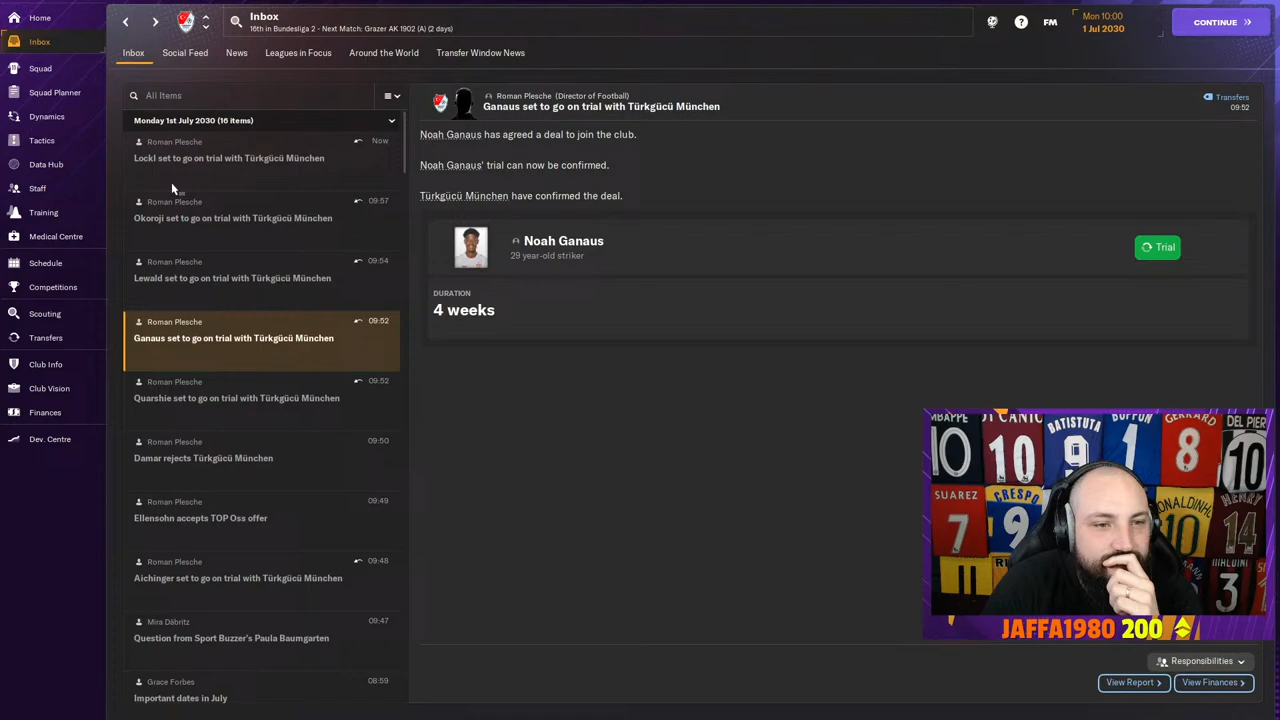 Home
Inbox
Squad
Squad Planner
Dynamics
Tactics
Data Hub
Staff
Training
Medical Centre
Schedule
Competitions
Scouting
Transfers
Club Info
Club Vision
Finances
Dev. Centre
Inbox
16th in Bundesliga 2 - Next Match: Grazer AK 1902 (A) (2 days)
FM
Mon 10:00
1 Jul 2030
CONTINUE
Inbox
Social Feed
News
Leagues in Focus
Around the World
Transfer Window News
All Items
Monday 1st July 2030 (16 items)
Roman Plesche
Now
Lockl set to go on trial with Türkgücü München
Roman Plesche
09:57
Okoroji set to go on trial with Türkgücü München
Roman Plesche
09:54
Lewald set to go on trial with Türkgücü München
Roman Plesche
09:52
Ganaus set to go on trial with Türkgücü München
Roman Plesche
09:52
Quarshie set to go on trial with Türkgücü München
Roman Plesche
09:50
Damar rejects Türkgücü München
Roman Plesche
09:49
Ellensohn accepts TOP Oss offer
Roman Plesche
09:48
Aichinger set to go on trial with Türkgücü München
Mira Däbritz
09:47
Question from Sport Buzzer's Paula Baumgarten
Grace Forbes
08:59
Important dates in July
Roman Plesche (Director of Football)
Ganaus set to go on trial with Türkgücü München
Transfers
09:52
Noah Ganaus has agreed a deal to join the club.
Noah Ganaus' trial can now be confirmed.
Türkgücü München have confirmed the deal.
Noah Ganaus
29 year-old striker
Trial
DURATION
4 weeks
10
10
BATISTUTA
9
BUFFON
1
GERRARD
8
DEL PIER
10
SUAREZ
7
CRESPO
9
10
HENRY
14
3
JAFFA1980 200
Responsibilities
View Report
View Finances